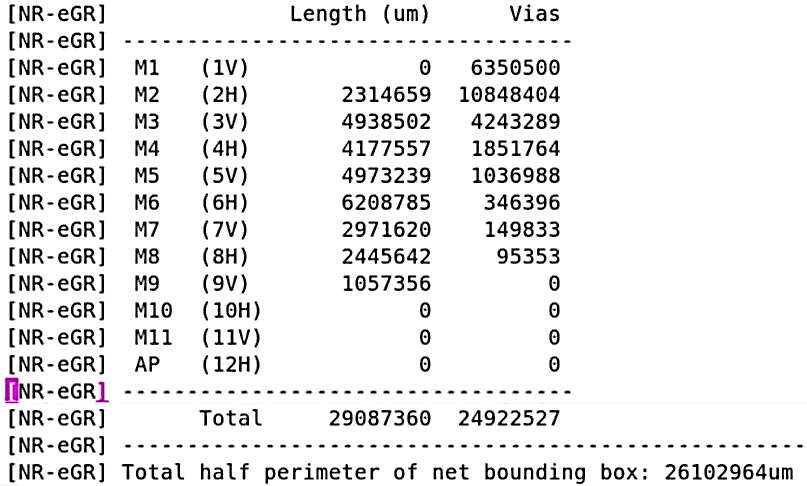 [NR-eGR]              Length (um)      Vias
[NR-eGR] -----------------------------------
[NR-eGR]  M1   (1V)             0   6350500
[NR-eGR]  M2   (2H)       2314659  10848404
[NR-eGR]  M3   (3V)       4938502   4243289
[NR-eGR]  M4   (4H)       4177557   1851764
[NR-eGR]  M5   (5V)       4973239   1036988
[NR-eGR]  M6   (6H)       6208785    346396
[NR-eGR]  M7   (7V)       2971620    149833
[NR-eGR]  M8   (8H)       2445642     95353
[NR-eGR]  M9   (9V)       1057356         0
[NR-eGR]  M10  (10H)            0         0
[NR-eGR]  M11  (11V)            0         0
[NR-eGR]  AP   (12H)            0         0
[NR-eGR] -----------------------------------
[NR-eGR]       Total     29087360  24922527
[NR-eGR] -----------------------------------------------------
[NR-eGR] Total half perimeter of net bounding box: 26102964um